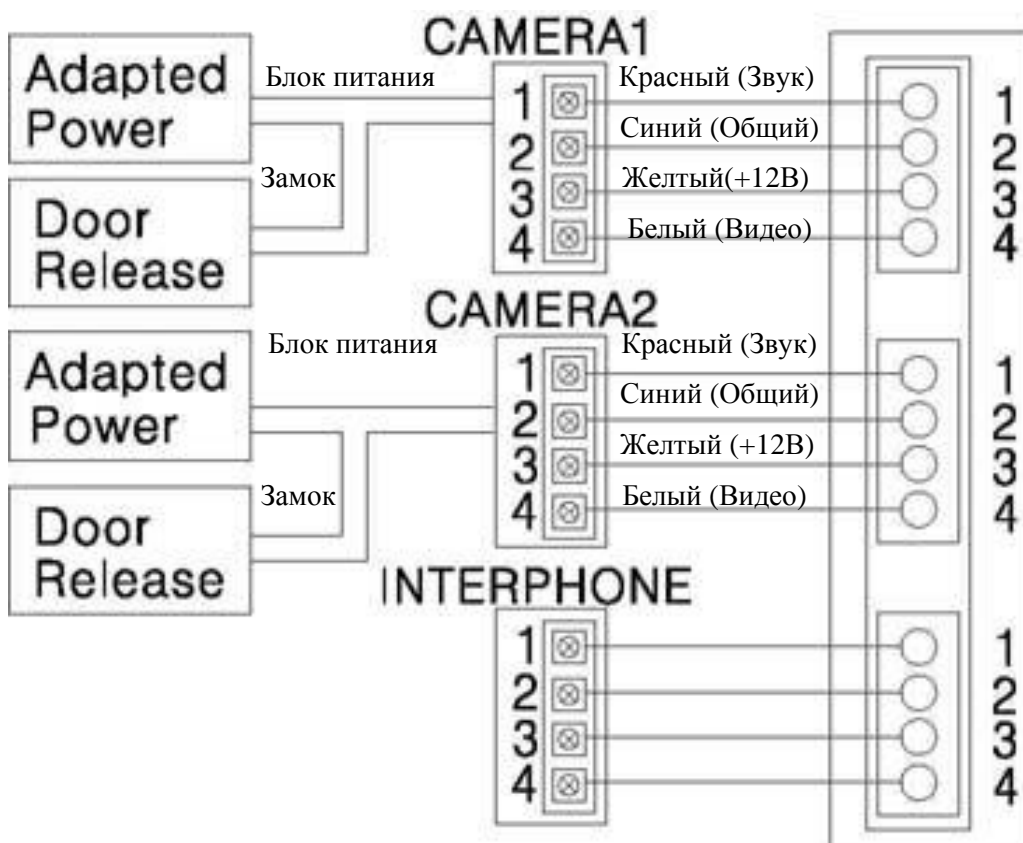 CAMERA1
Adapted
Power
Блок питания
Замок
Door
Release
1
2
3
4
Красный (Звук)
Синий (Общий)
Желтый(+12В)
Белый (Видео)
1
2
3
4
CAMERA2
Adapted
Power
Блок питания
Замок
Door
Release
1
2
3
4
Красный (Звук)
Синий (Общий)
Желтый (+12В)
Белый (Видео)
1
2
3
4
INTERPHONE
1
2
3
4
1
2
3
4